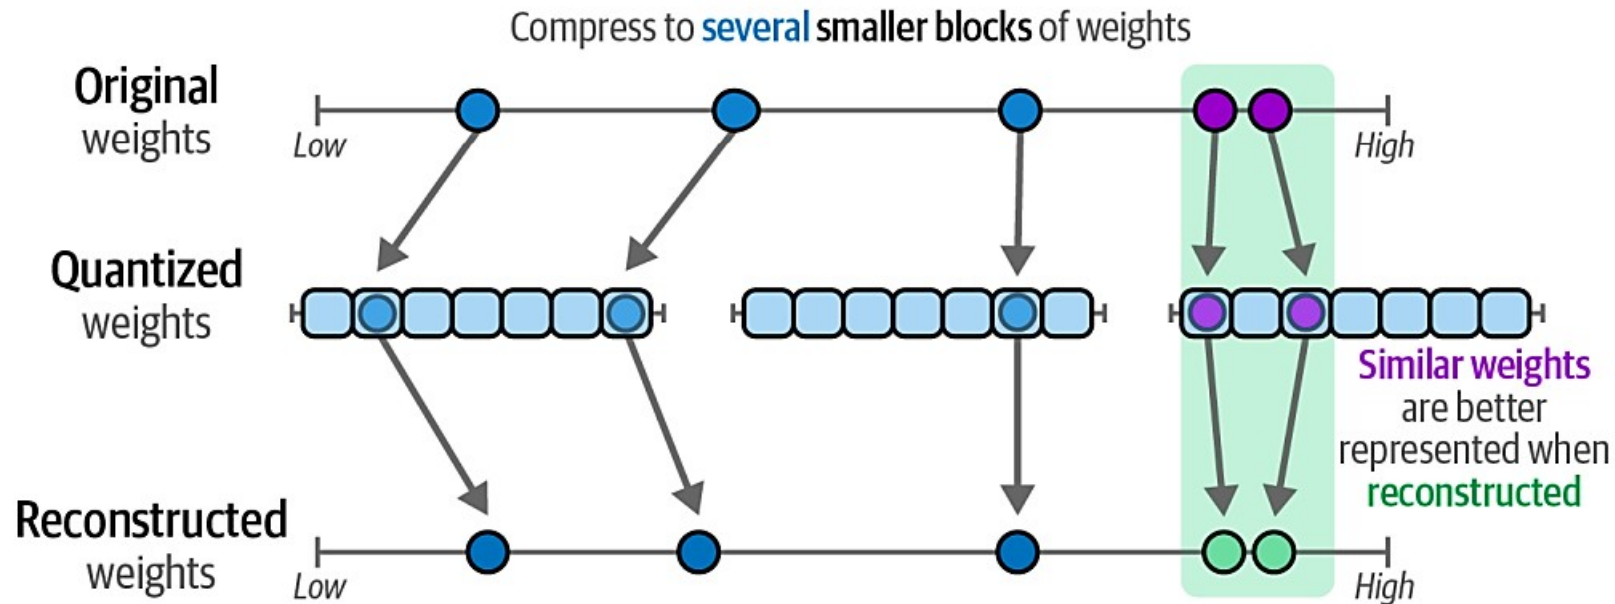 Compress to several smaller blocks of weights
Original
weights
Low
High
Quantized
weights
Similar weights
are better
represented when
reconstructed
Reconstructed
weights
Low
High